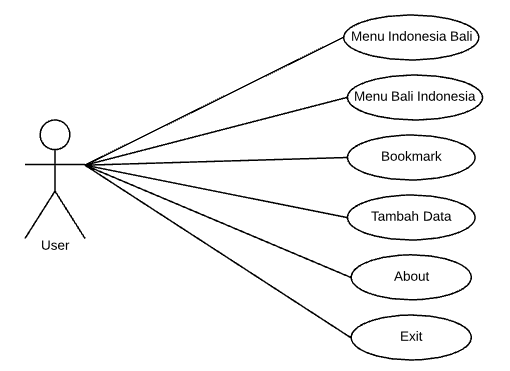 Menu Indonesia Bali
Menu Bali Indonesia
Bookmark
Tambah Data
User
About
Exit